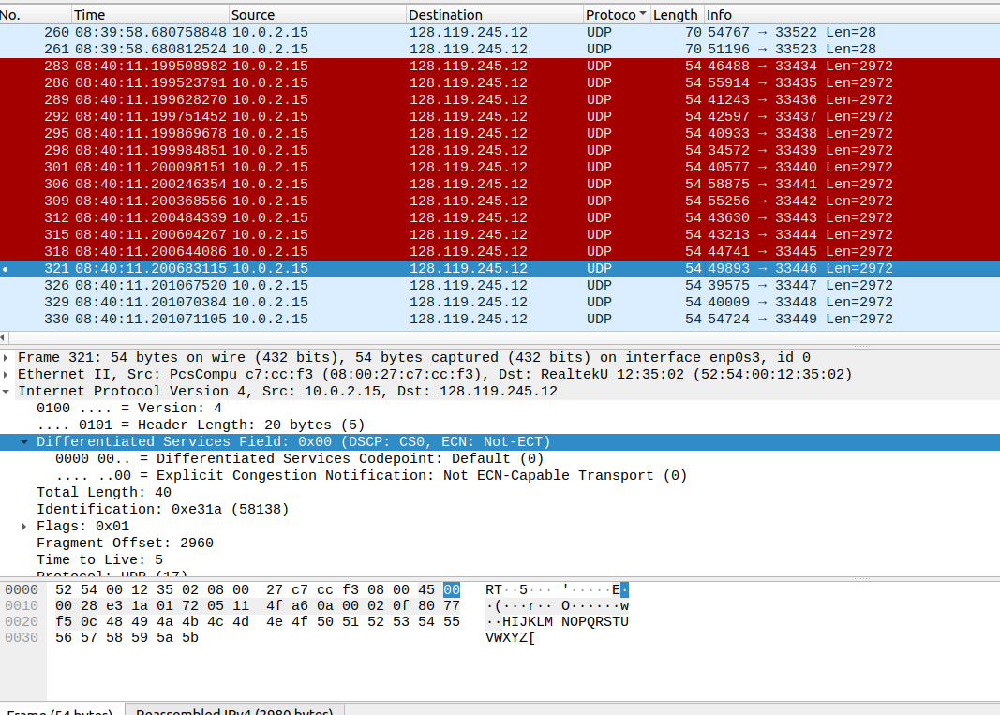 No. Time Source Destination Protoco Length Info
260 08:39:58.680758848 10.0.2.15 128.119.245.12 UDP 70 54767 → 33522 Len=28
261 08:39:58.680812524 10.0.2.15 128.119.245.12 UDP 70 51196 → 33523 Len=28
283 08:40:11.199508982 10.0.2.15 128.119.245.12 UDP 54 46488 → 33434 Len=2972
286 08:40:11.199523791 10.0.2.15 128.119.245.12 UDP 54 55914 → 33435 Len=2972
289 08:40:11.199628270 10.0.2.15 128.119.245.12 UDP 54 41243 → 33436 Len=2972
292 08:40:11.199751452 10.0.2.15 128.119.245.12 UDP 54 42597 → 33437 Len=2972
295 08:40:11.199869678 10.0.2.15 128.119.245.12 UDP 54 40933 → 33438 Len=2972
298 08:40:11.199984851 10.0.2.15 128.119.245.12 UDP 54 34572 → 33439 Len=2972
301 08:40:11.200098151 10.0.2.15 128.119.245.12 UDP 54 40577 → 33440 Len=2972
306 08:40:11.200246354 10.0.2.15 128.119.245.12 UDP 54 58875 → 33441 Len=2972
309 08:40:11.200368556 10.0.2.15 128.119.245.12 UDP 54 55256 → 33442 Len=2972
312 08:40:11.200484339 10.0.2.15 128.119.245.12 UDP 54 43630 → 33443 Len=2972
315 08:40:11.200604267 10.0.2.15 128.119.245.12 UDP 54 43213 → 33444 Len=2972
318 08:40:11.200644086 10.0.2.15 128.119.245.12 UDP 54 44741 → 33445 Len=2972
321 08:40:11.200683115 10.0.2.15 128.119.245.12 UDP 54 49893 → 33446 Len=2972
326 08:40:11.201067520 10.0.2.15 128.119.245.12 UDP 54 39575 → 33447 Len=2972
329 08:40:11.201070384 10.0.2.15 128.119.245.12 UDP 54 40009 → 33448 Len=2972
330 08:40:11.201071105 10.0.2.15 128.119.245.12 UDP 54 54724 → 33449 Len=2972
Frame 321: 54 bytes on wire (432 bits), 54 bytes captured (432 bits) on interface enp0s3, id 0
Ethernet II, Src: PcsCompu_c7:cc:f3 (08:00:27:c7:cc:f3), Dst: RealtekU_12:35:02 (52:54:00:12:35:02)
Internet Protocol Version 4, Src: 10.0.2.15, Dst: 128.119.245.12
0100 .... = Version: 4
.... 0101 = Header Length: 20 bytes (5)
Differentiated Services Field: 0x00 (DSCP: CS0, ECN: Not-ECT)
0000 00.. = Differentiated Services Codepoint: Default (0)
.... ..00 = Explicit Congestion Notification: Not ECN-Capable Transport (0)
Total Length: 40
Identification: 0xe31a (58138)
Flags: 0x01
Fragment Offset: 2960
Time to Live: 5
Protocol: UDP (17)
0000 52 54 00 12 35 02 08 00 27 c7 cc f3 08 00 45 00 RT··5··· '·····E·
0010 00 28 e3 1a 01 72 05 11 4f a6 0a 00 02 0f 80 77 ·(···r·· O······w
0020 f5 0c 48 49 4a 4b 4c 4d 4e 4f 50 51 52 53 54 55 ··HIJKLM NOPQRSTU
0030 56 57 58 59 5a 5b VWXYZ[
Frame (54 bytes) Reassembled IPv4 (2980 bytes)